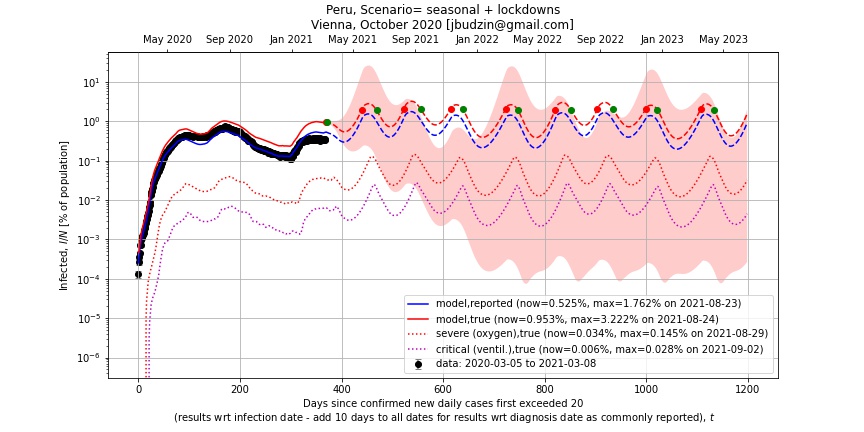 Peru, Scenario= seasonal + lockdowns
Vienna, October 2020 [jbudzin@gmail.com]
May 2020 Sep 2020 Jan 2021 May 2021 Sep 2021 Jan 2022 May 2022 Sep 2022 Jan 2023 May 2023
Infected, I/N [% of population]
10¹
10⁰
10⁻¹
10⁻²
10⁻³
10⁻⁴
10⁻⁵
10⁻⁶
model,reported (now=0.525%, max=1.762% on 2021-08-23)
model,true (now=0.953%, max=3.222% on 2021-08-24)
severe (oxygen),true (now=0.034%, max=0.145% on 2021-08-29)
critical (ventil.),true (now=0.006%, max=0.028% on 2021-09-02)
data: 2020-03-05 to 2021-03-08
0 200 400 600 800 1000 1200
Days since confirmed new daily cases first exceeded 20
(results wrt infection date - add 10 days to all dates for results wrt diagnosis date as commonly reported), t